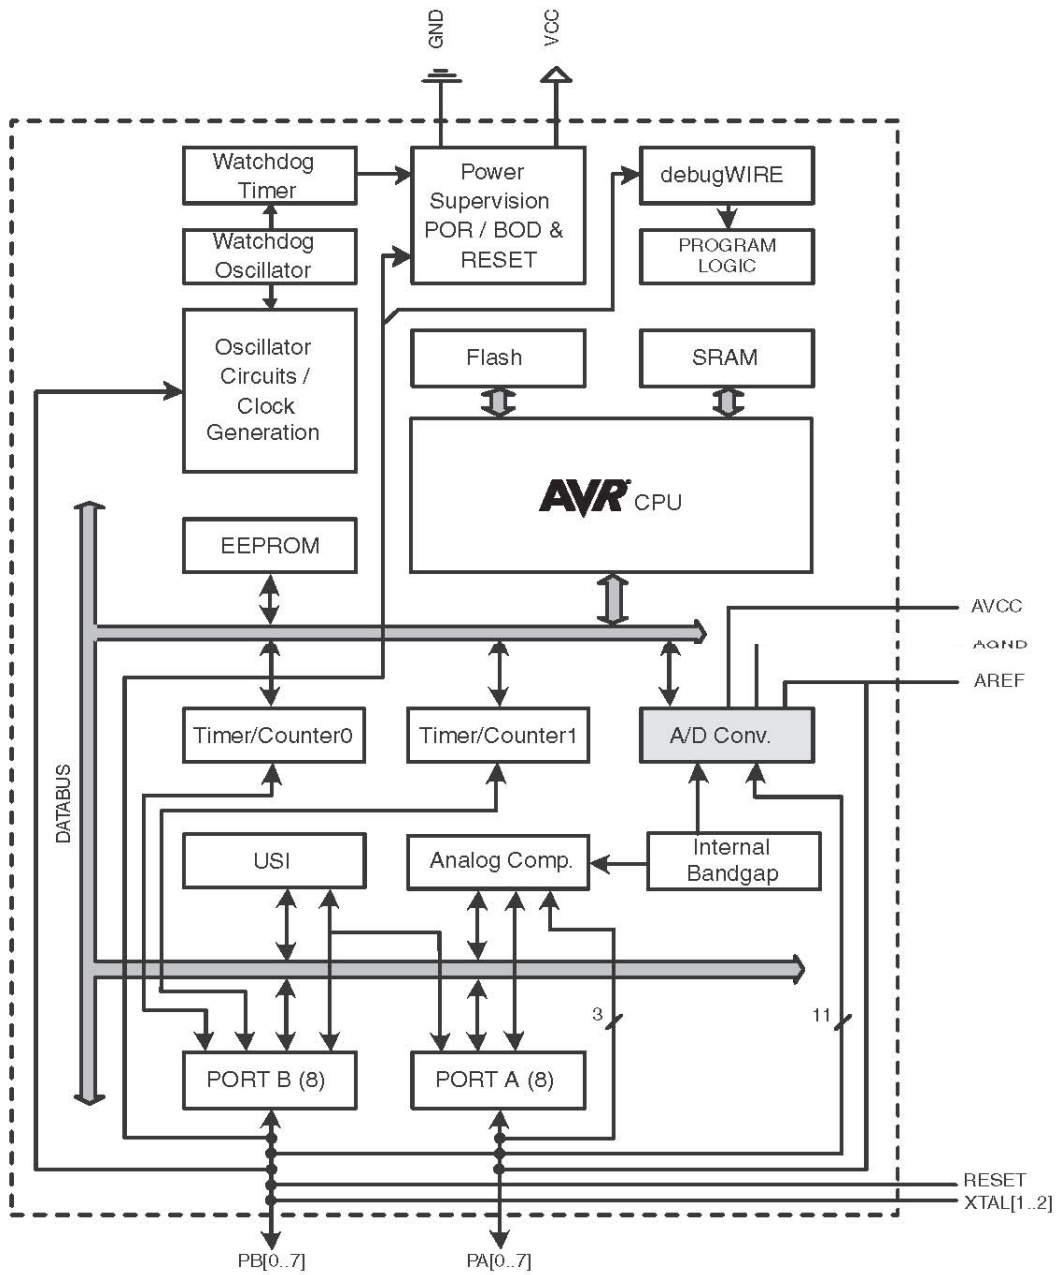 GND
VCC
Watchdog
Timer
Power
Supervision
POR / BOD &
RESET
debugWIRE
Watchdog
Oscillator
PROGRAM
LOGIC
Oscillator
Circuits /
Clock
Generation
Flash
SRAM
AVR® CPU
EEPROM
AVCC
AGND
AREF
Timer/Counter0
Timer/Counter1
A/D Conv.
DATABUS
USI
Analog Comp.
Internal
Bandgap
3
11
PORT B (8)
PORT A (8)
RESET
XTAL[1..2]
PB[0..7]
PA[0..7]